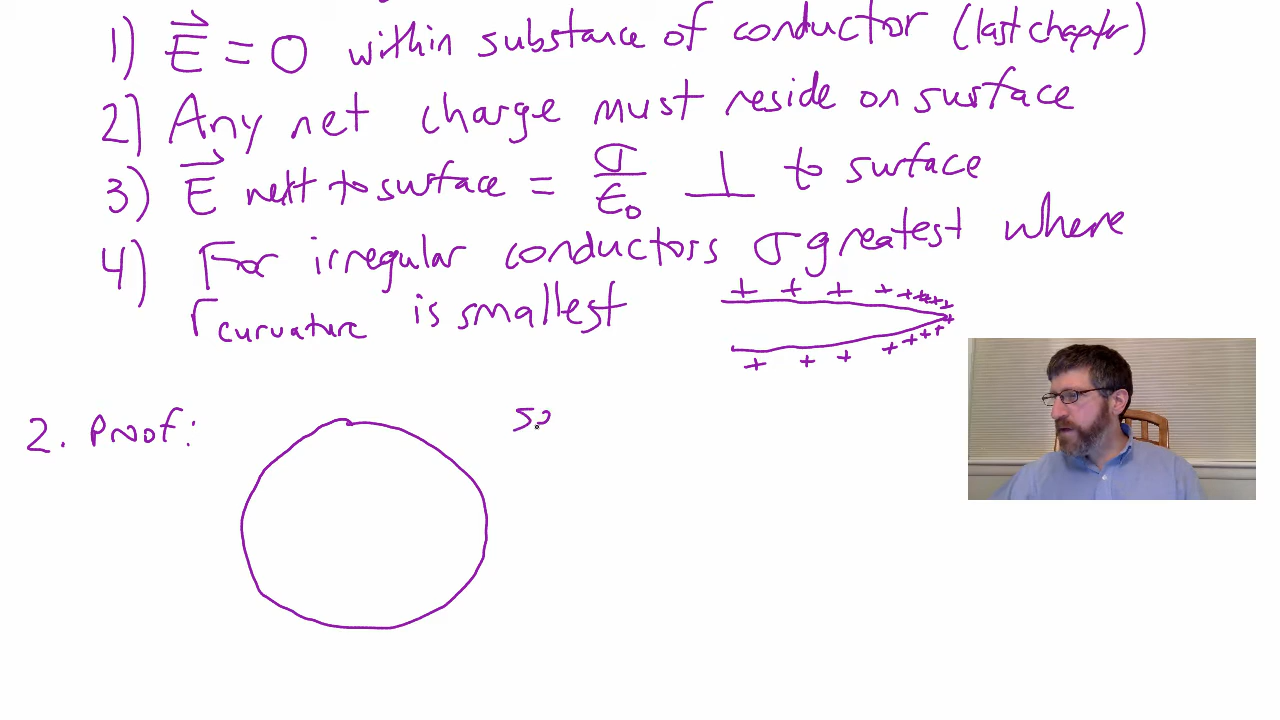 1) E⃗ = 0 within substance of conductor (last chapter)
2) Any net charge must reside on surface
3) E⃗ next to surface = σ/ε₀ ⊥ to surface
4) For irregular conductors σ greatest where
r curvature is smallest
+ + + + + + + + +
+ + + + + + +
2. Proof: